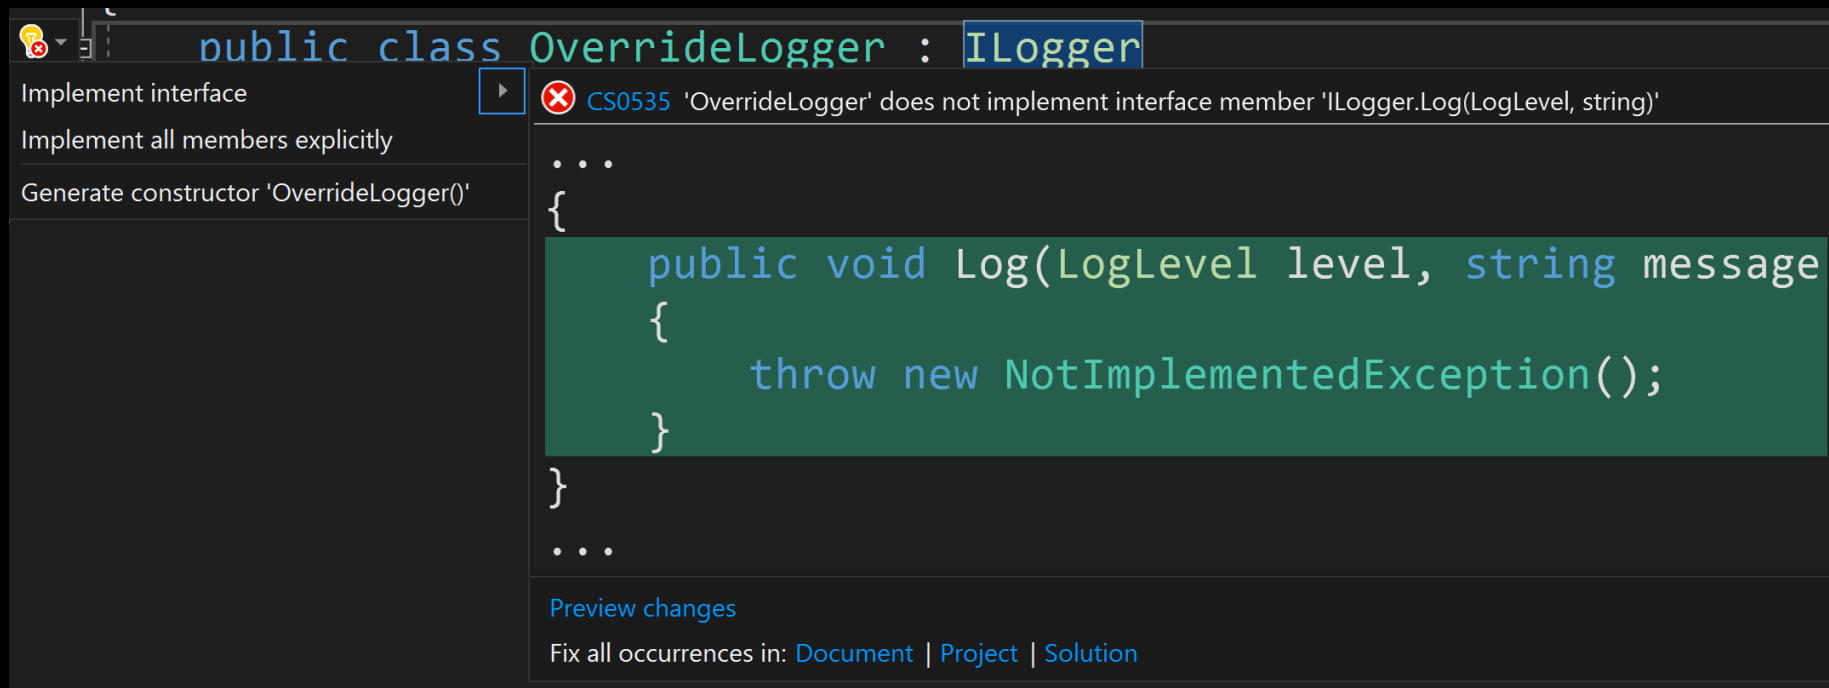 {
public class OverrideLogger : ILogger
Implement interface
Implement all members explicitly
Generate constructor 'OverrideLogger()'
CS0535 'OverrideLogger' does not implement interface member 'ILogger.Log(LogLevel, string)'
...
{
public void Log(LogLevel level, string message
{
throw new NotImplementedException();
}
}
...
Preview changes
Fix all occurrences in: Document | Project | Solution